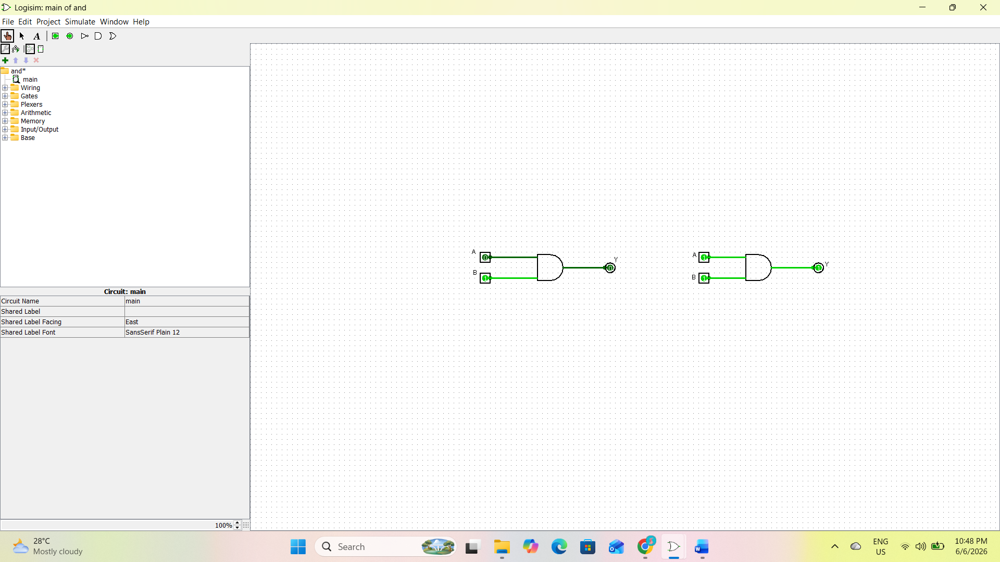 Logisim: main of and
File Edit Project Simulate Window Help
A
and*
main
Wiring
Gates
Plexers
Arithmetic
Memory
Input/Output
Base
Circuit: main
Circuit Name main
Shared Label
Shared Label Facing East
Shared Label Font SansSerif Plain 12
100%
A 0
B 1
Y 0
A 1
B 1
Y 1
28°C
Mostly cloudy
Search
ENG
US
10:48 PM
6/6/2026